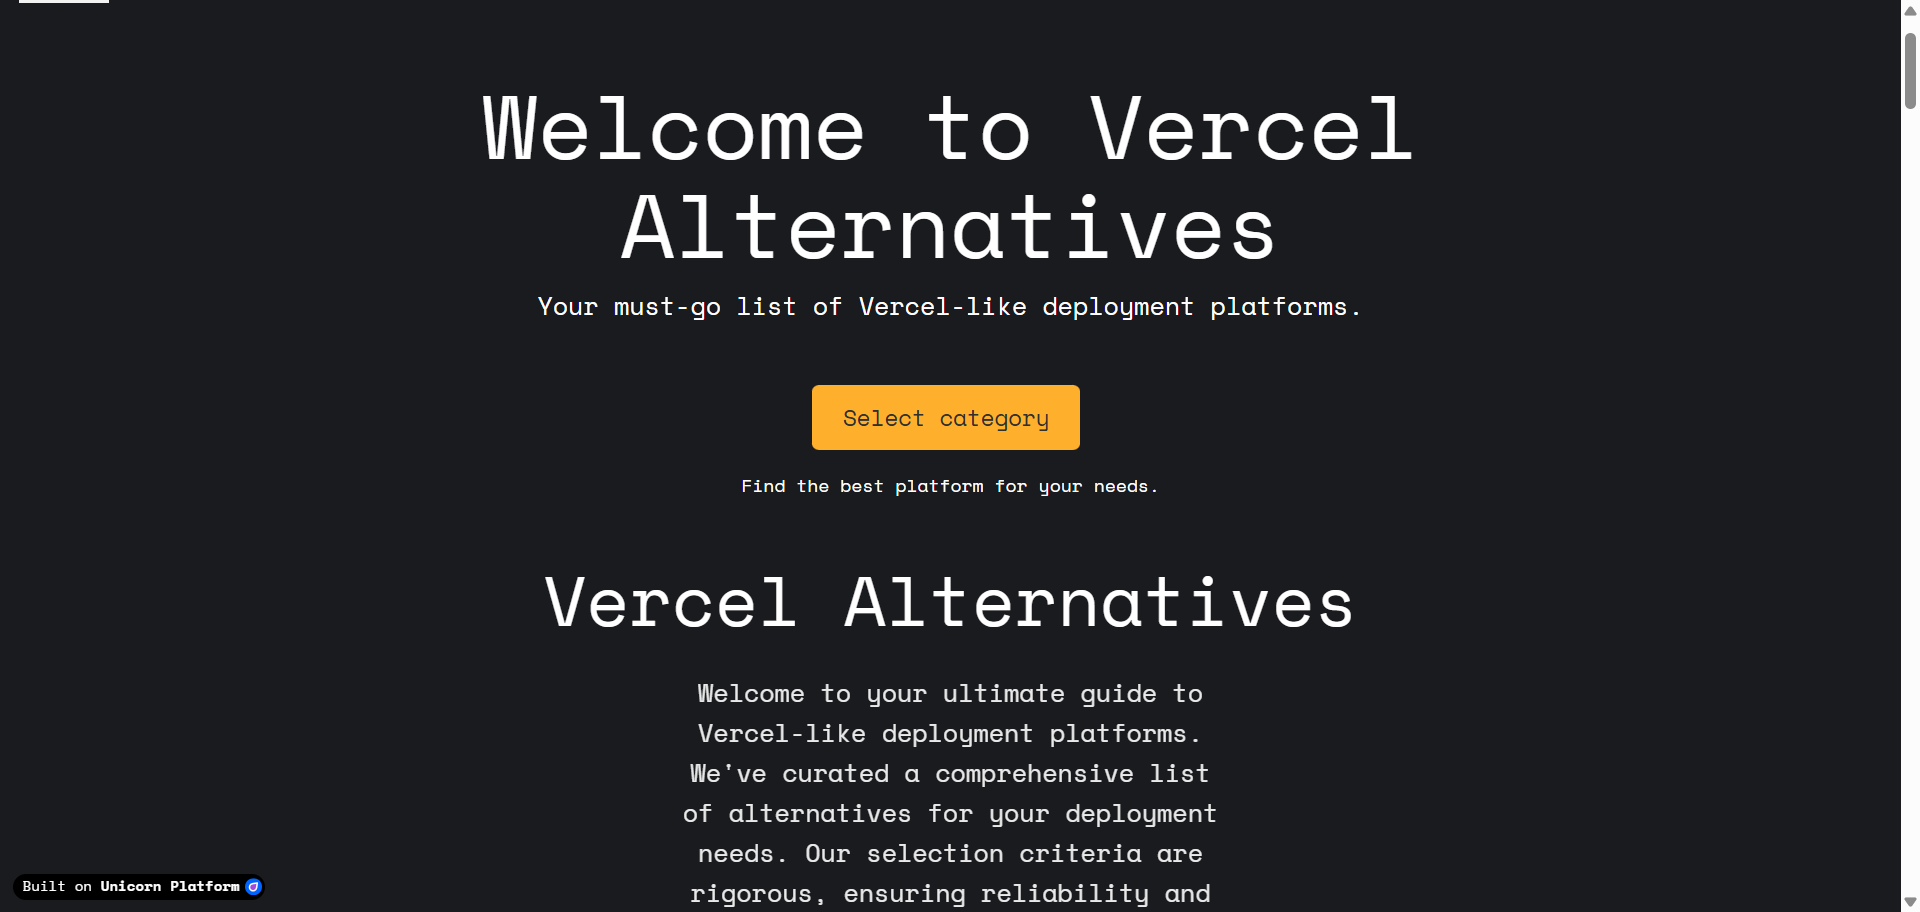 Welcome to Vercel
Alternatives
Your must-go list of Vercel-like deployment platforms.
Select category
Find the best platform for your needs.
Vercel Alternatives
Welcome to your ultimate guide to
Vercel-like deployment platforms.
We've curated a comprehensive list
of alternatives for your deployment
needs. Our selection criteria are
rigorous, ensuring reliability and
Built on Unicorn Platform